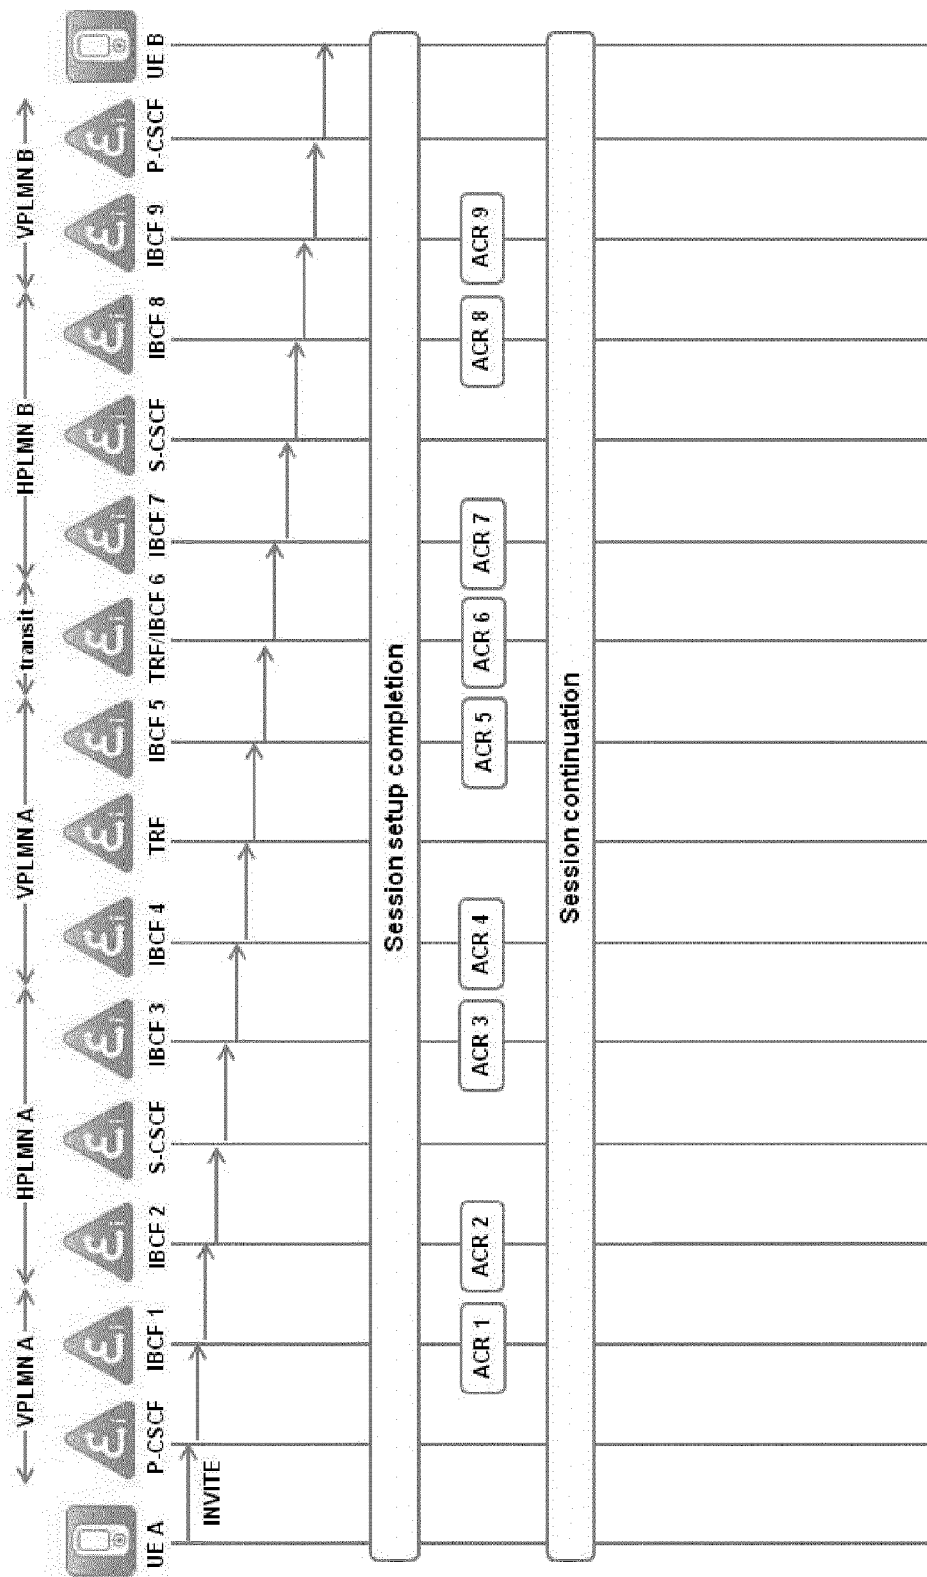 VPLMN A
HPLMN A
VPLMN A
transit
HPLMN B
VPLMN B
UE A
P-CSCF
IBCF 1
IBCF 2
S-CSCF
IBCF 3
IBCF 4
TRF
IBCF 5
TRF/IBCF 6
IBCF 7
S-CSCF
IBCF 8
IBCF 9
P-CSCF
UE B
INVITE
Session setup completion
ACR 1
ACR 2
ACR 3
ACR 4
ACR 5
ACR 6
ACR 7
ACR 8
ACR 9
Session continuation